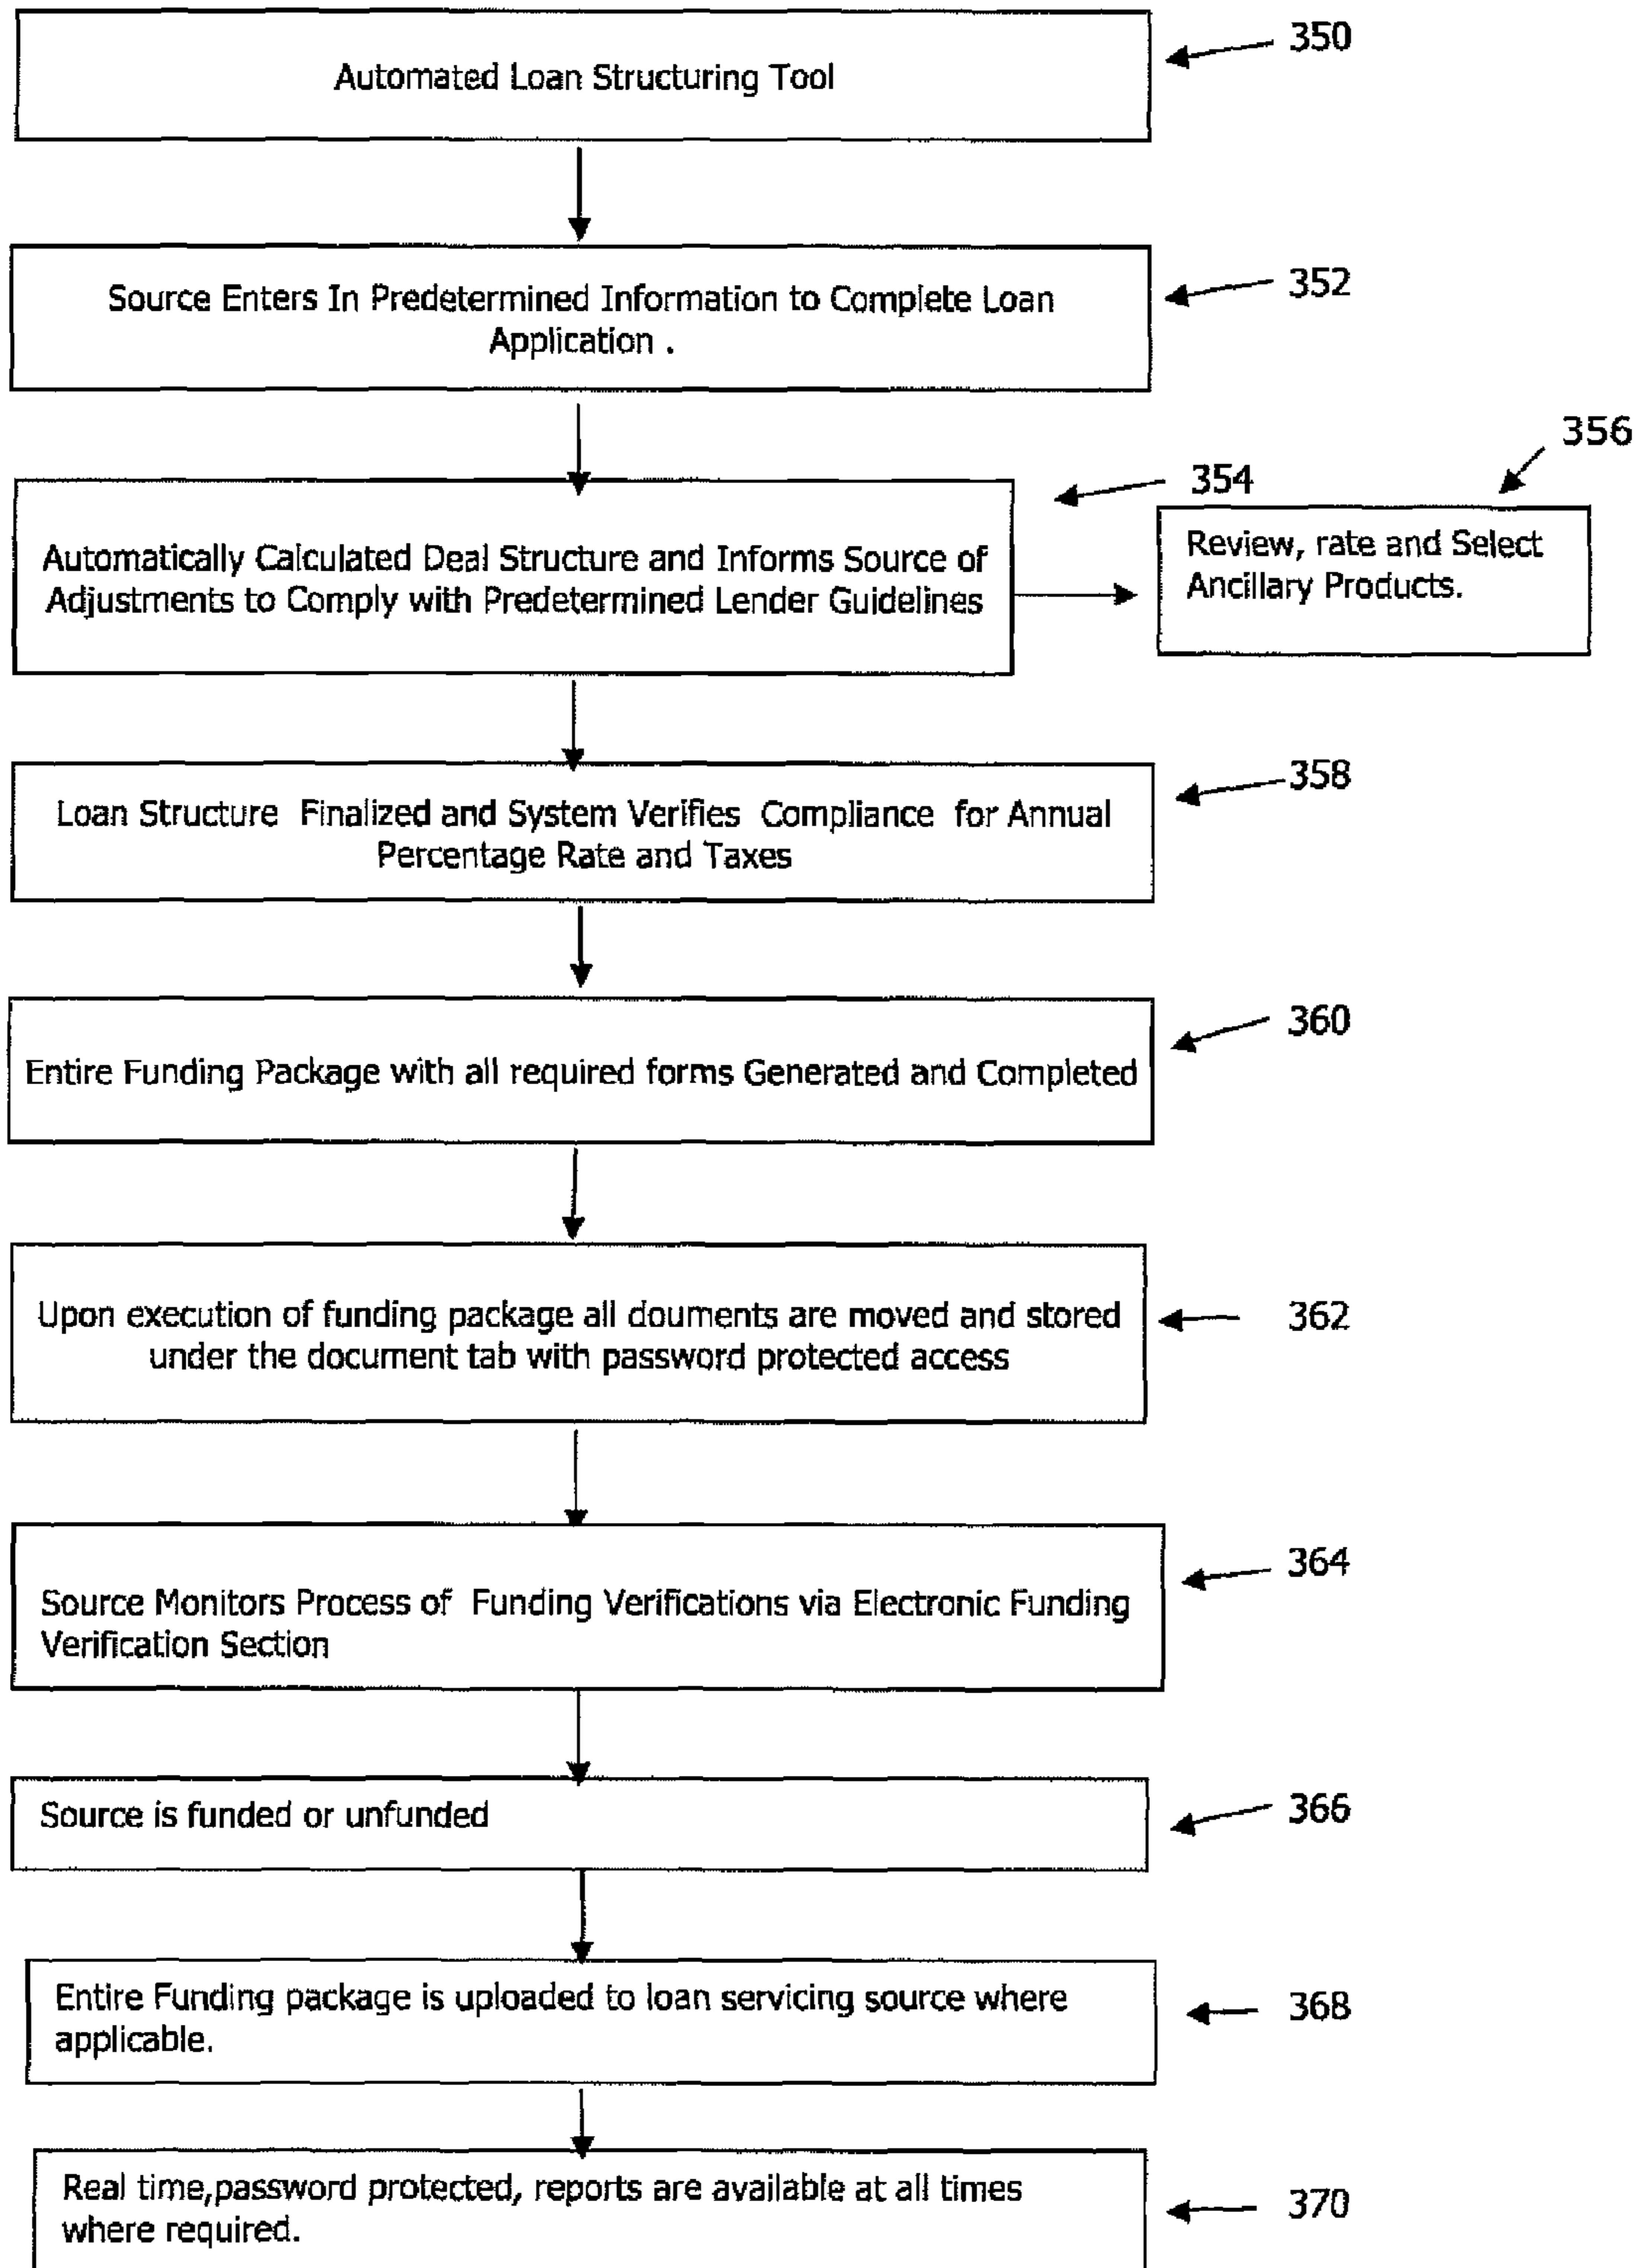 350
Automated Loan Structuring Tool
352
Source Enters In Predetermined Information to Complete Loan
Application .
356
354
Automatically Calculated Deal Structure and Informs Source of
Adjustments to Comply with Predetermined Lender Guidelines
Review, rate and Select
Ancillary Products.
358
Loan Structure Finalized and System Verifies Compliance for Annual
Percentage Rate and Taxes
360
Entire Funding Package with all required forms Generated and Completed
Upon execution of funding package all douments are moved and stored
under the document tab with password protected access
362
364
Source Monitors Process of Funding Verifications via Electronic Funding
Verification Section
Source is funded or unfunded
366
Entire Funding package is uploaded to loan servicing source where
applicable.
368
Real time,password protected, reports are available at all times
where required.
370